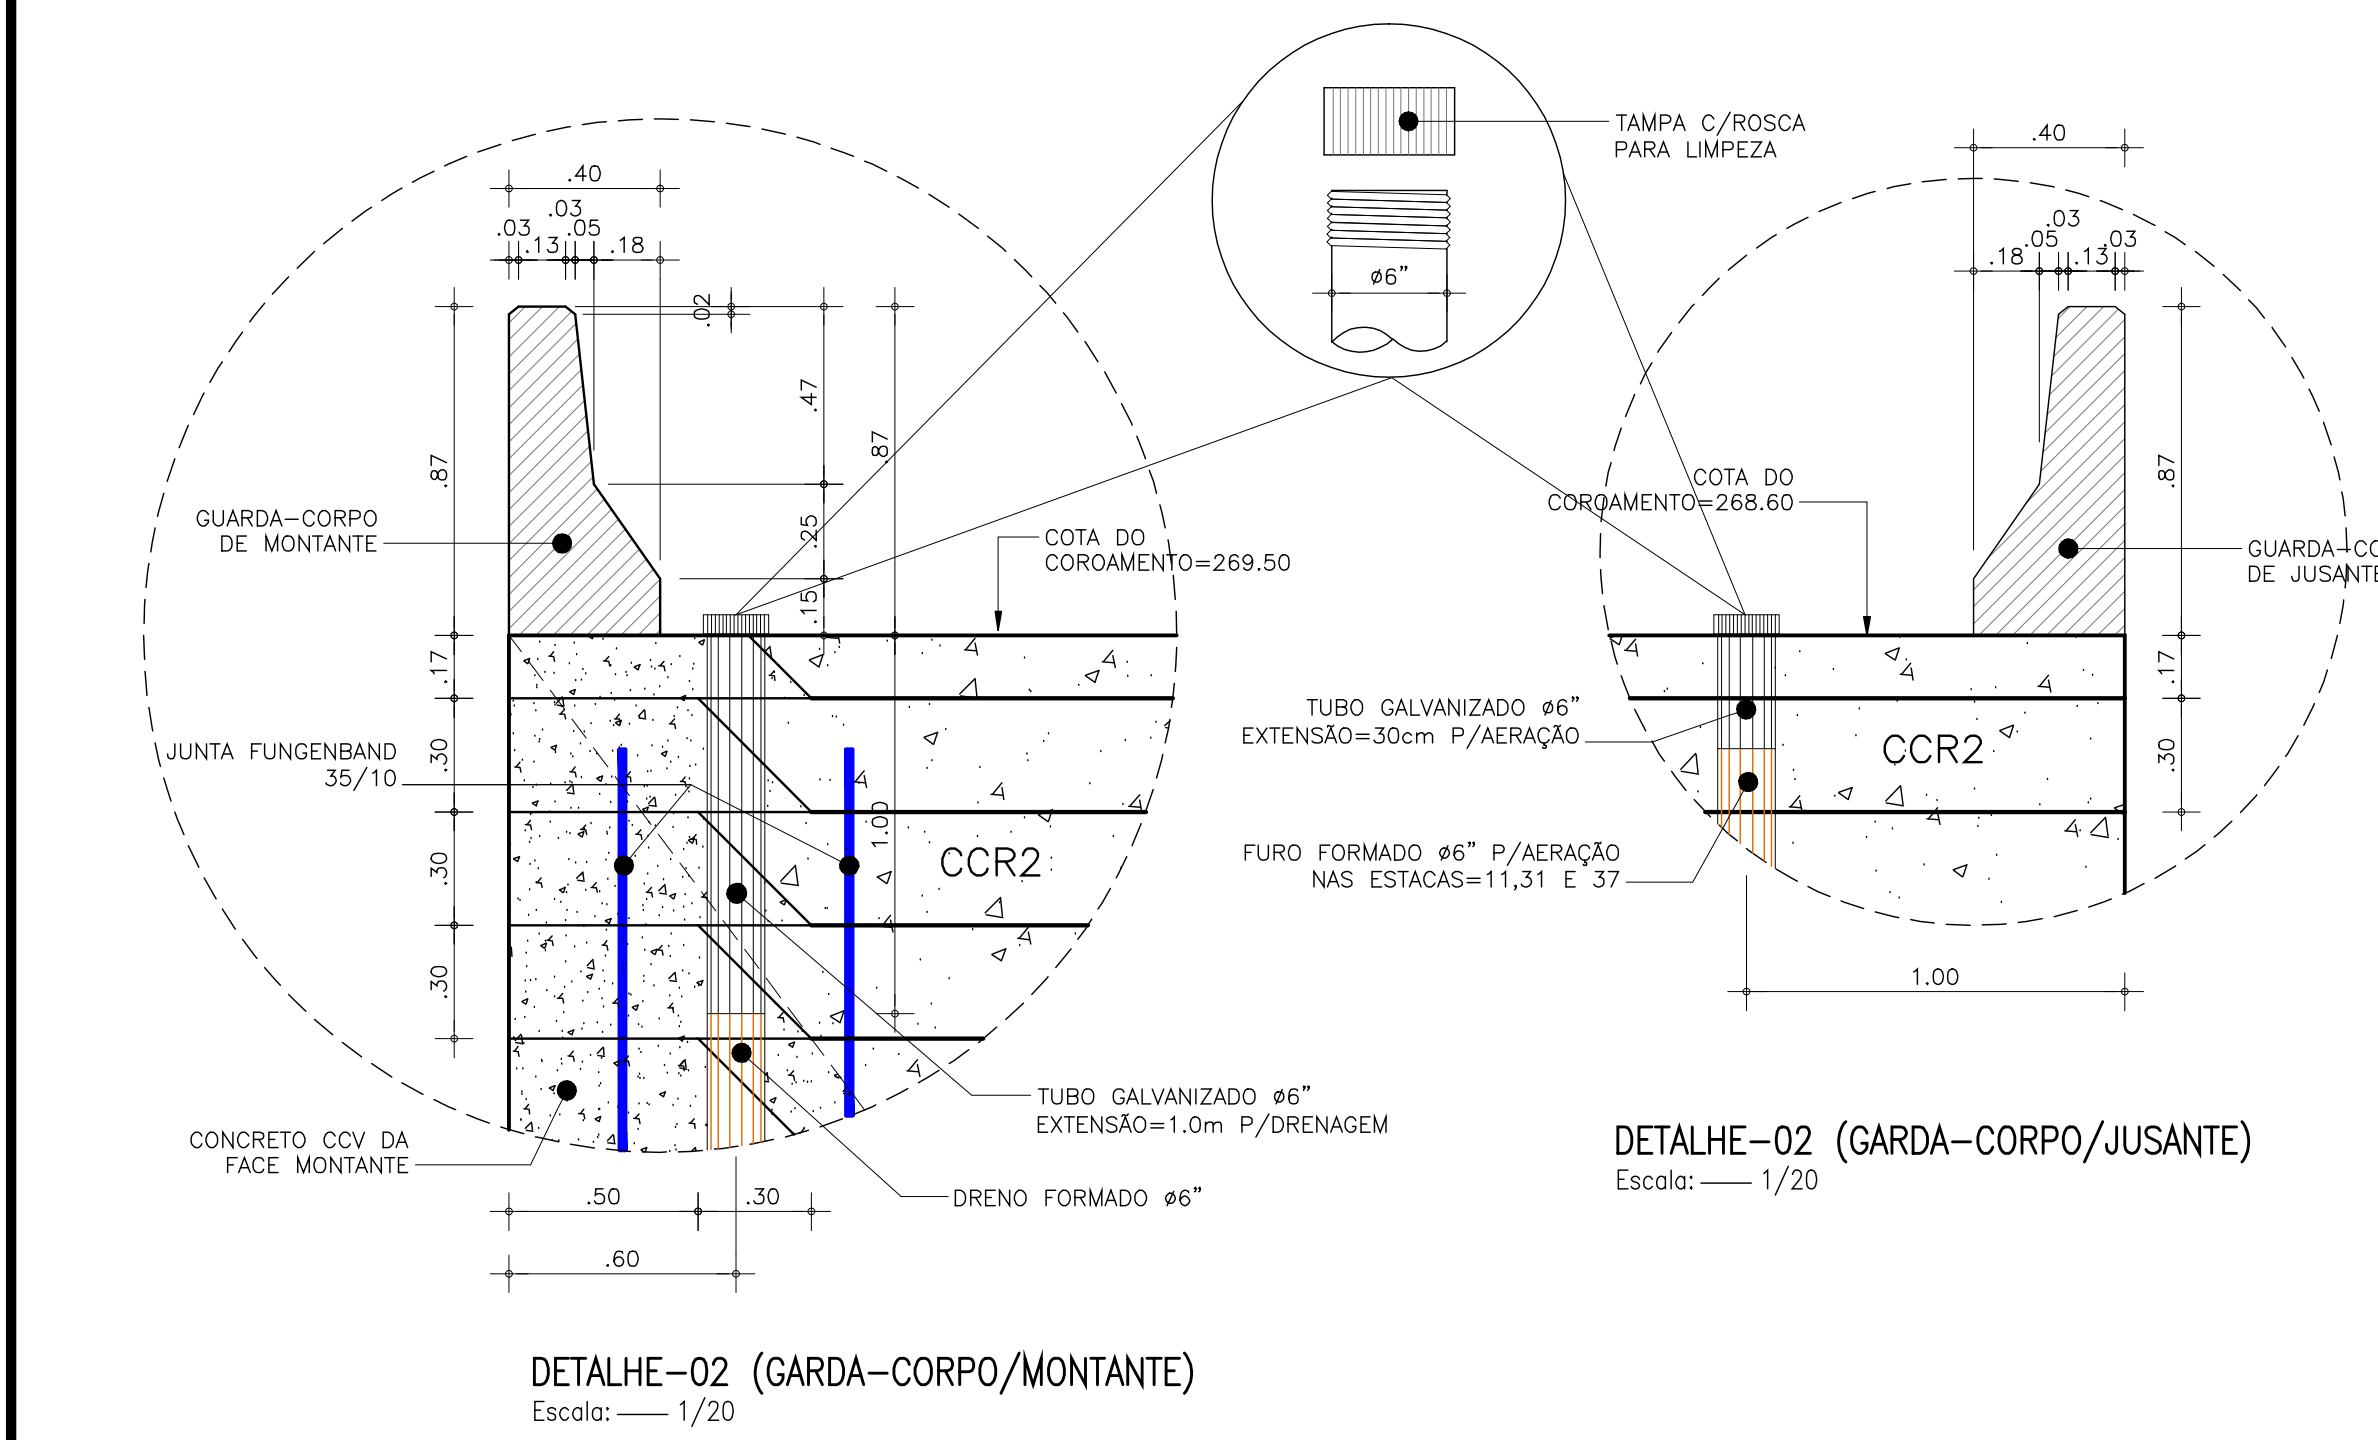 TAMPA C/ROSCA
PARA LIMPEZA
ø6"
.40
.03
.03
.05
.13
.18
.02
.47
.87
.25
.15
.87
.17
.30
.30
.30
1.00
GUARDA-CORPO
DE MONTANTE
COTA DO
COROAMENTO=269.50
JUNTA FUNGENBAND
35/10
CCR2
CONCRETO CCV DA
FACE MONTANTE
TUBO GALVANIZADO ø6"
EXTENSÃO=1.0m P/DRENAGEM
DRENO FORMADO ø6"
.50
.30
.60
DETALHE-02 (GARDA-CORPO/MONTANTE)
Escala: 1/20
.40
.03
.05
.03
.18
.13
.87
.17
.30
COTA DO
COROAMENTO=268.60
GUARDA-CO
DE JUSANTE
TUBO GALVANIZADO ø6"
EXTENSÃO=30cm P/AERAÇÃO
CCR2
FURO FORMADO ø6" P/AERAÇÃO
NAS ESTACAS=11,31 E 37
1.00
DETALHE-02 (GARDA-CORPO/JUSANTE)
Escala: 1/20